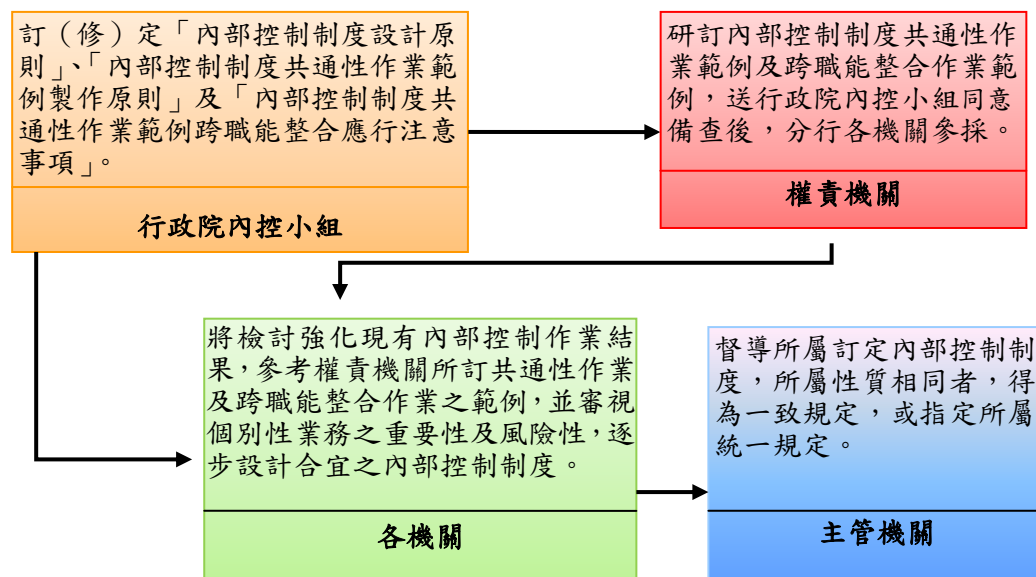 訂（修）定「內部控制制度設計原
則」、「內部控制制度共通性作業範
例製作原則」及「內部控制制度共
通性作業範例跨職能整合應行注意
事項」。
行政院內控小組
研訂內部控制制度共通性作
業範例及跨職能整合作業範
例，送行政院內控小組同意
備查後，分行各機關參採。
權責機關
將檢討強化現有內部控制作業結
果，參考權責機關所訂共通性作業
及跨職能整合作業之範例，並審視
個別性業務之重要性及風險性，逐
步設計合宜之內部控制制度。
各機關
督導所屬訂定內部控制制
度，所屬性質相同者，得
為一致規定，或指定所屬
統一規定。
主管機關